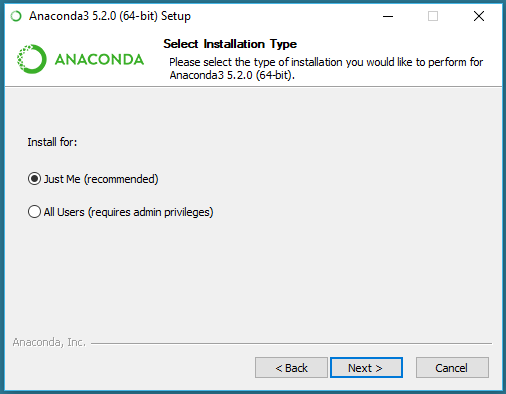 Anaconda3 5.2.0 (64-bit) Setup
ANACONDA
Select Installation Type
Please select the type of installation you would like to perform for
Anaconda3 5.2.0 (64-bit).
Install for:
Just Me (recommended)
All Users (requires admin privileges)
Anaconda, Inc.
< Back
Next >
Cancel